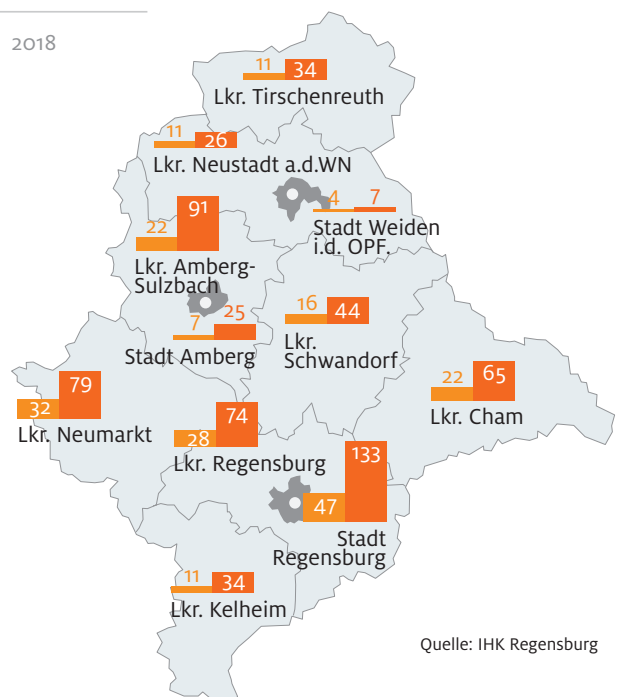 2018
11 34
Lkr. Tirschenreuth
11 26
Lkr. Neustadt a.d.WN
4 7
Stadt Weiden
i.d. OPF.
22 91
Lkr. Amberg-
Sulzbach
7 25
Stadt Amberg
16 44
Lkr.
Schwandorf
32 79
Lkr. Neumarkt
28 74
Lkr. Regensburg
22 65
Lkr. Cham
47 133
Stadt
Regensburg
11 34
Lkr. Kelheim
Quelle: IHK Regensburg